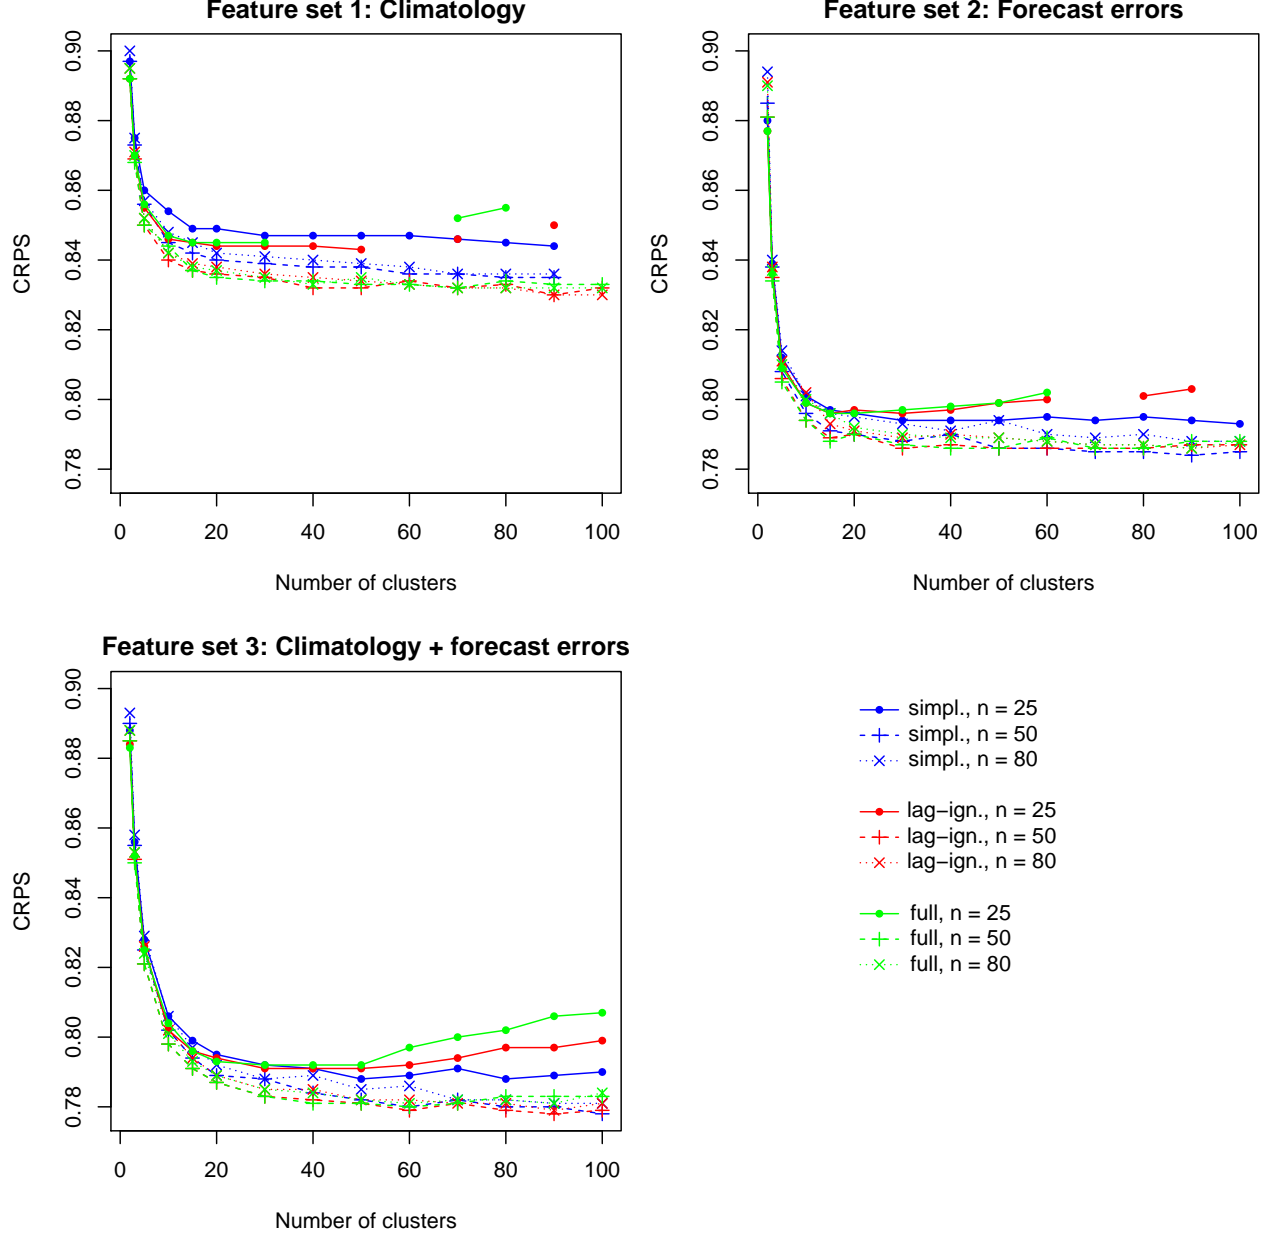 Feature set 1: Climatology
CRPS
0.90
0.88
0.86
0.84
0.82
0.80
0.78
0 20 40 60 80 100
Number of clusters
Feature set 2: Forecast errors
CRPS
0.90
0.88
0.86
0.84
0.82
0.80
0.78
0 20 40 60 80 100
Number of clusters
Feature set 3: Climatology + forecast errors
CRPS
0.90
0.88
0.86
0.84
0.82
0.80
0.78
0 20 40 60 80 100
Number of clusters
simpl., n = 25
simpl., n = 50
simpl., n = 80
lag−ign., n = 25
lag−ign., n = 50
lag−ign., n = 80
full, n = 25
full, n = 50
full, n = 80